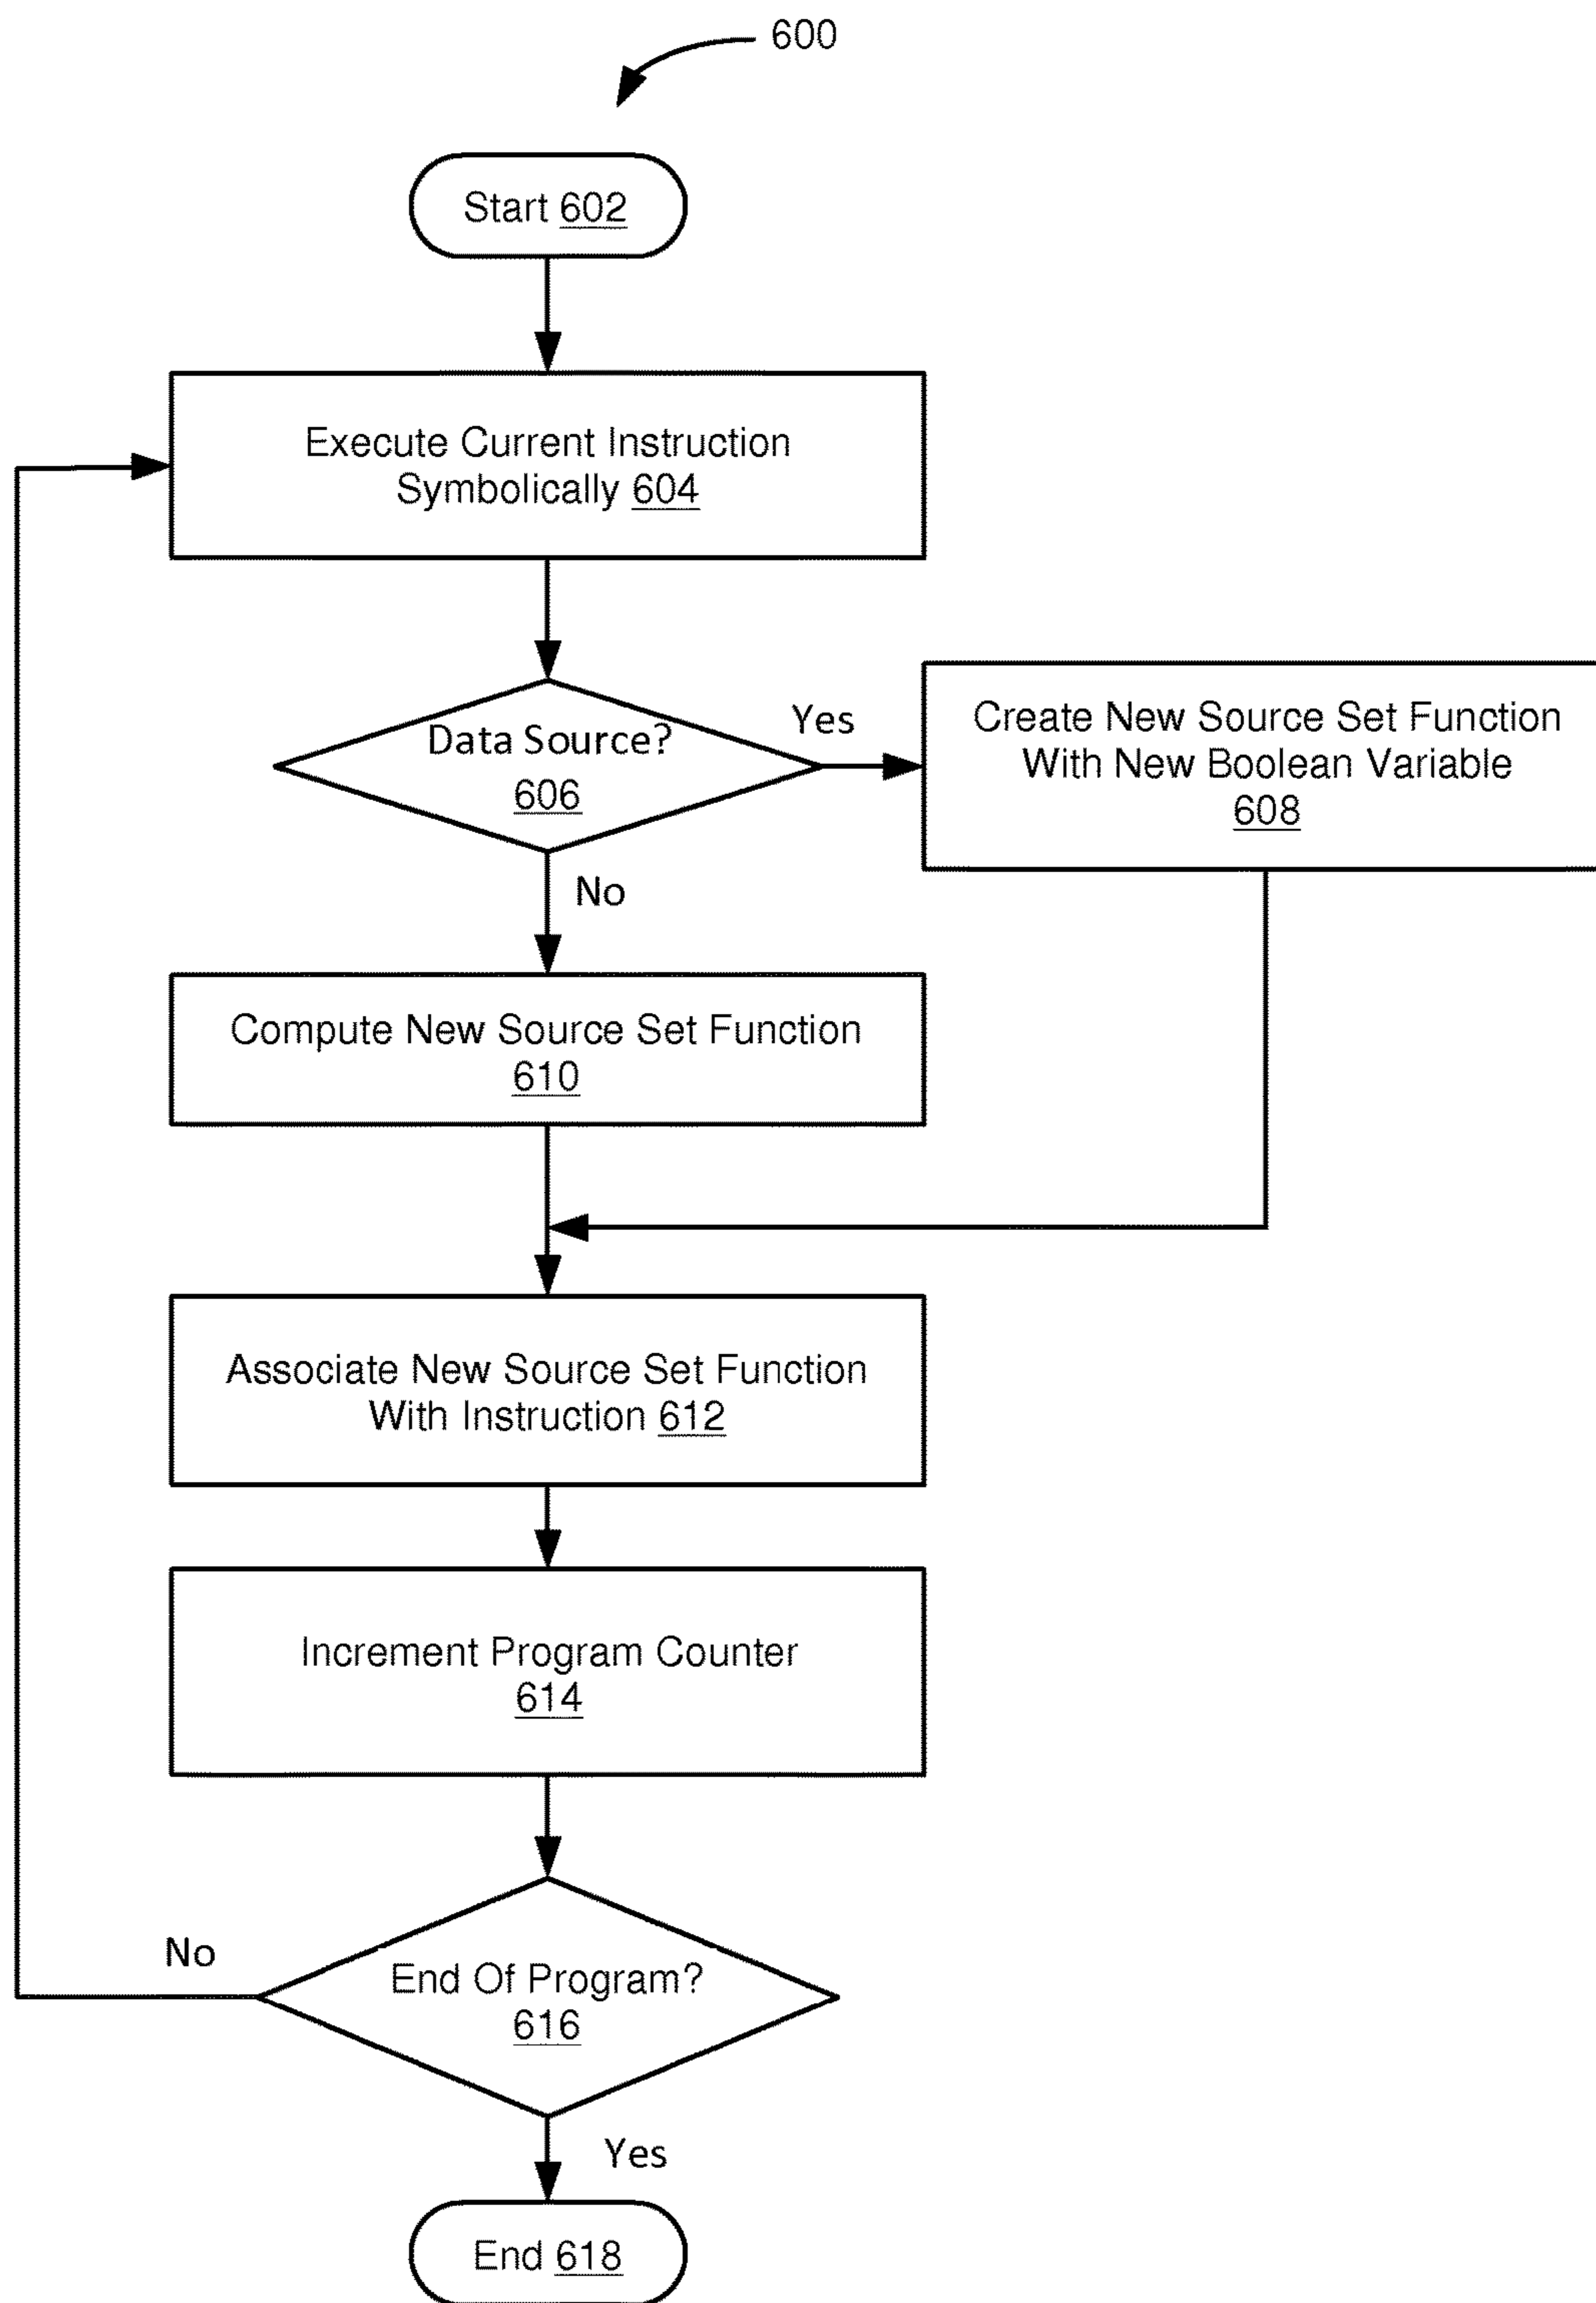 600
Start 602
Execute Current Instruction
Symbolically 604
Data Source?
606
Yes
Create New Source Set Function
With New Boolean Variable
608
No
Compute New Source Set Function
610
Associate New Source Set Function
With Instruction 612
Increment Program Counter
614
No
End Of Program?
616
Yes
End 618